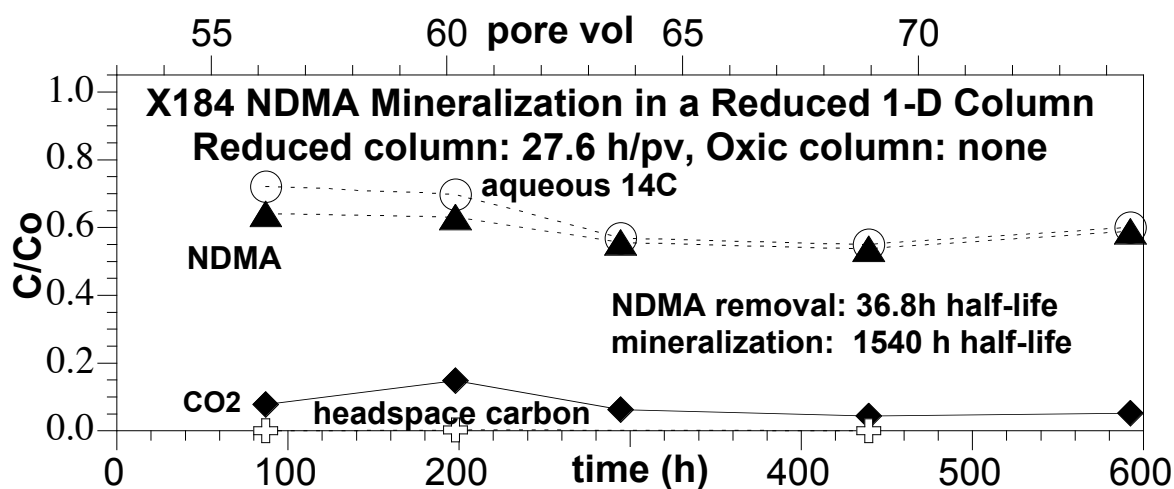 55 60 pore vol 65 70
1.0
X184 NDMA Mineralization in a Reduced 1-D Column
0.8
Reduced column: 27.6 h/pv, Oxic column: none
aqueous 14C
0.6
C/Co
NDMA
0.4
NDMA removal: 36.8h half-life
mineralization: 1540 h half-life
0.2
CO2
headspace carbon
0.0
0 100 200 time (h) 400 500 600